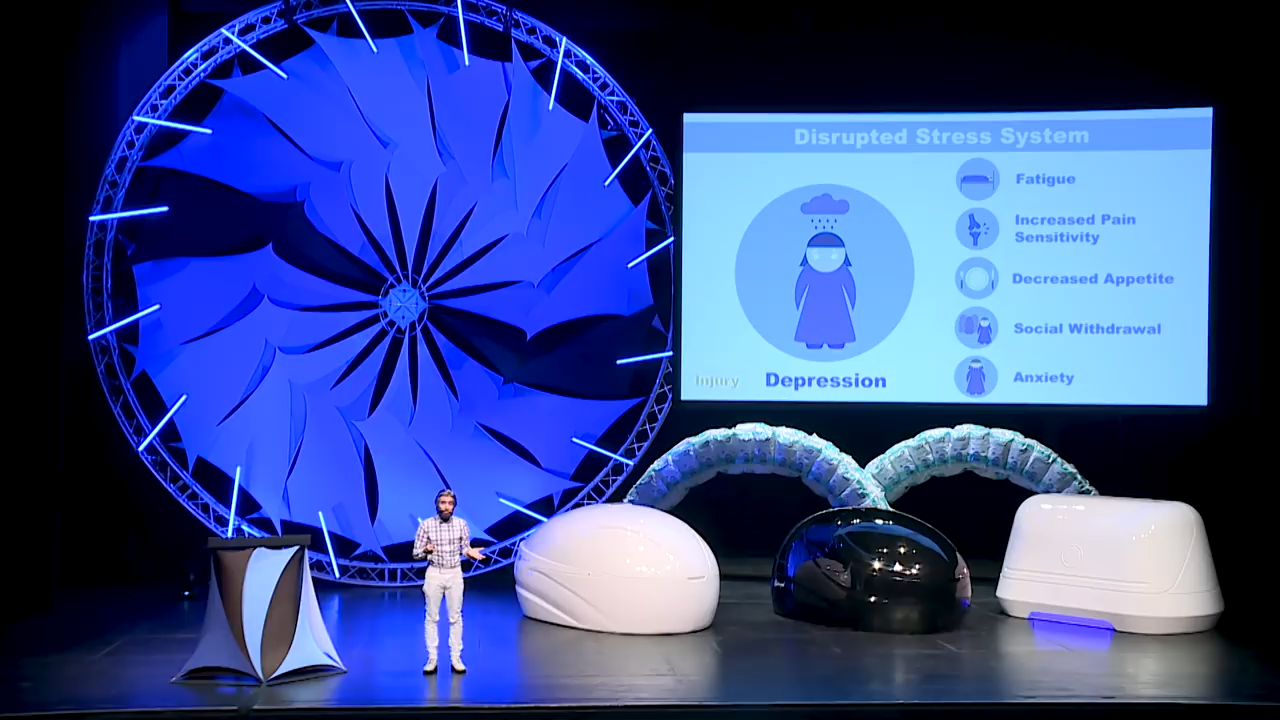 Disrupted Stress System
Fatigue
Increased Pain
Sensitivity
Decreased Appetite
Social Withdrawal
Anxiety
Injury
Depression